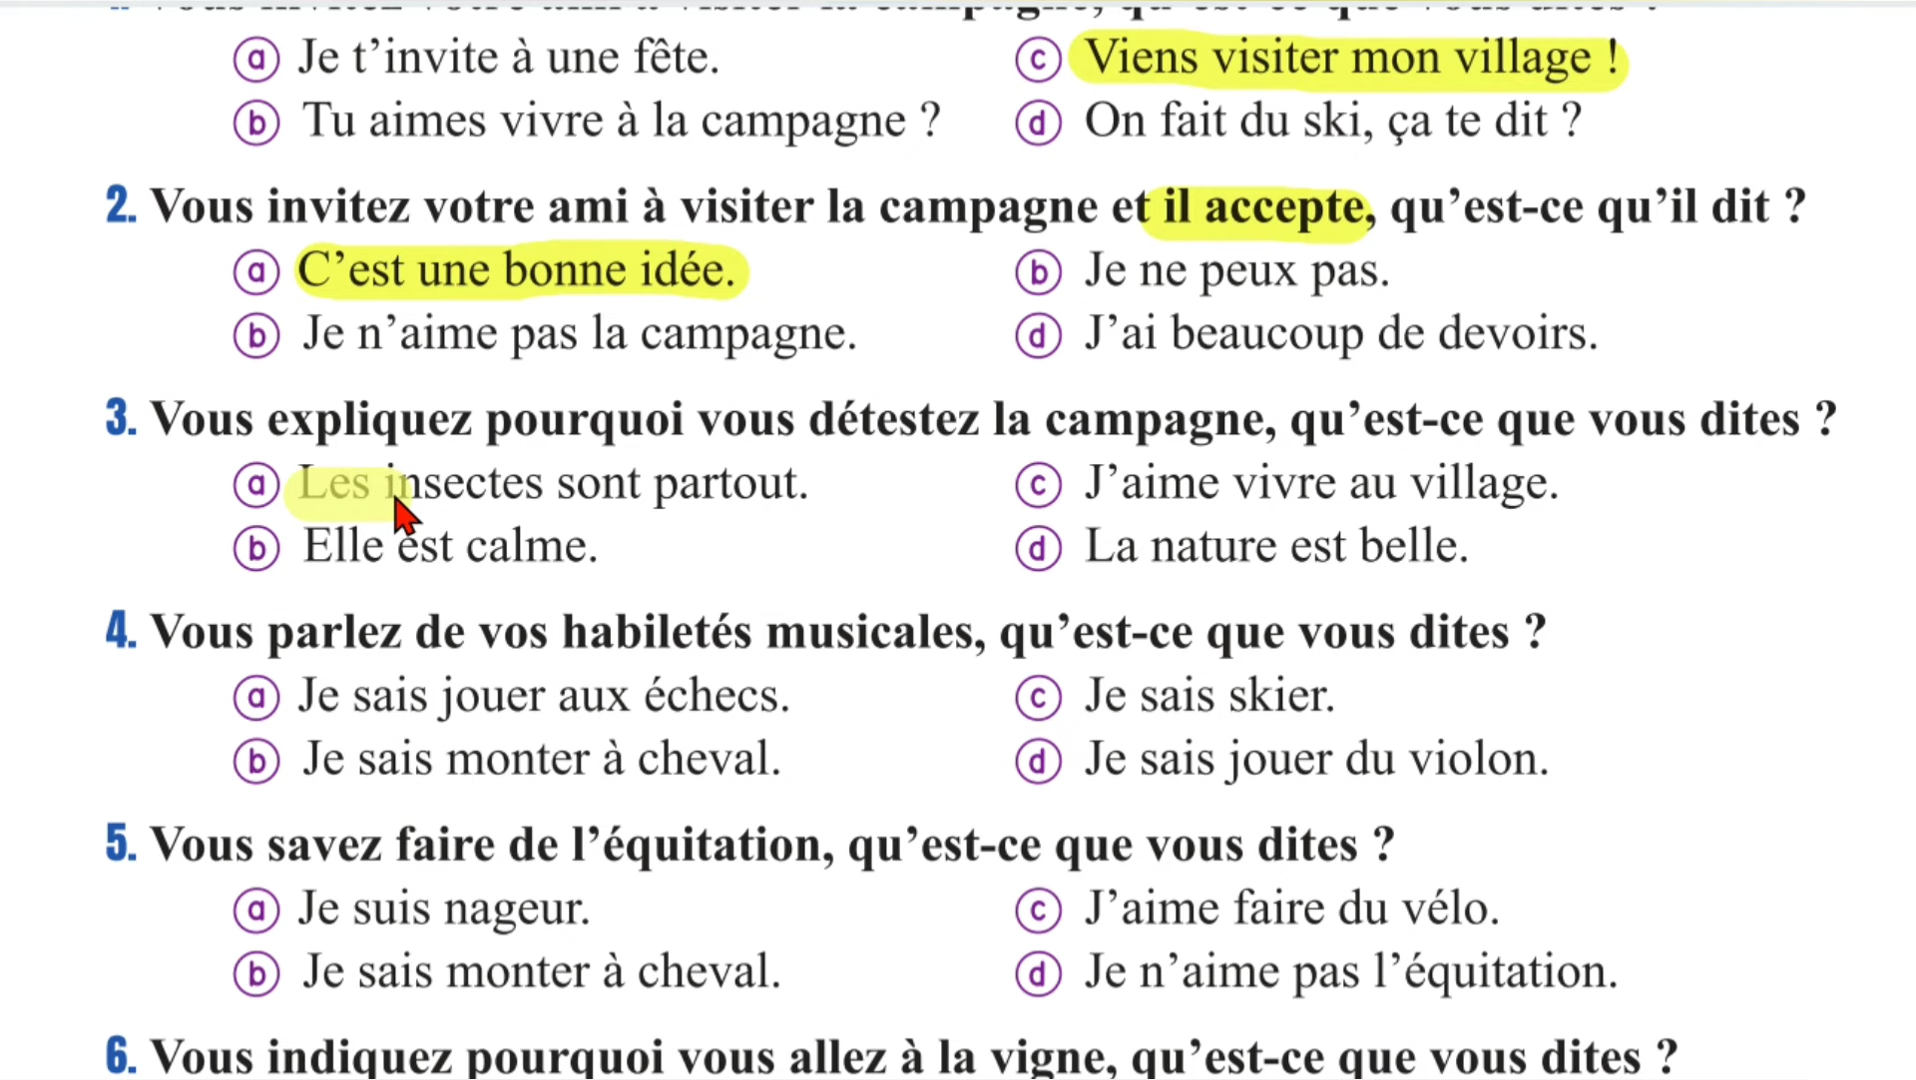 ⓐ Je t’invite à une fête. ⓒ Viens visiter mon village !
ⓑ Tu aimes vivre à la campagne ? ⓓ On fait du ski, ça te dit ?
2. Vous invitez votre ami à visiter la campagne et il accepte, qu’est-ce qu’il dit ?
ⓐ C’est une bonne idée. ⓑ Je ne peux pas.
ⓑ Je n’aime pas la campagne. ⓓ J’ai beaucoup de devoirs.
3. Vous expliquez pourquoi vous détestez la campagne, qu’est-ce que vous dites ?
ⓐ Les insectes sont partout. ⓒ J’aime vivre au village.
ⓑ Elle est calme. ⓓ La nature est belle.
4. Vous parlez de vos habiletés musicales, qu’est-ce que vous dites ?
ⓐ Je sais jouer aux échecs. ⓒ Je sais skier.
ⓑ Je sais monter à cheval. ⓓ Je sais jouer du violon.
5. Vous savez faire de l’équitation, qu’est-ce que vous dites ?
ⓐ Je suis nageur. ⓒ J’aime faire du vélo.
ⓑ Je sais monter à cheval. ⓓ Je n’aime pas l’équitation.
6. Vous indiquez pourquoi vous allez à la vigne, qu’est-ce que vous dites ?